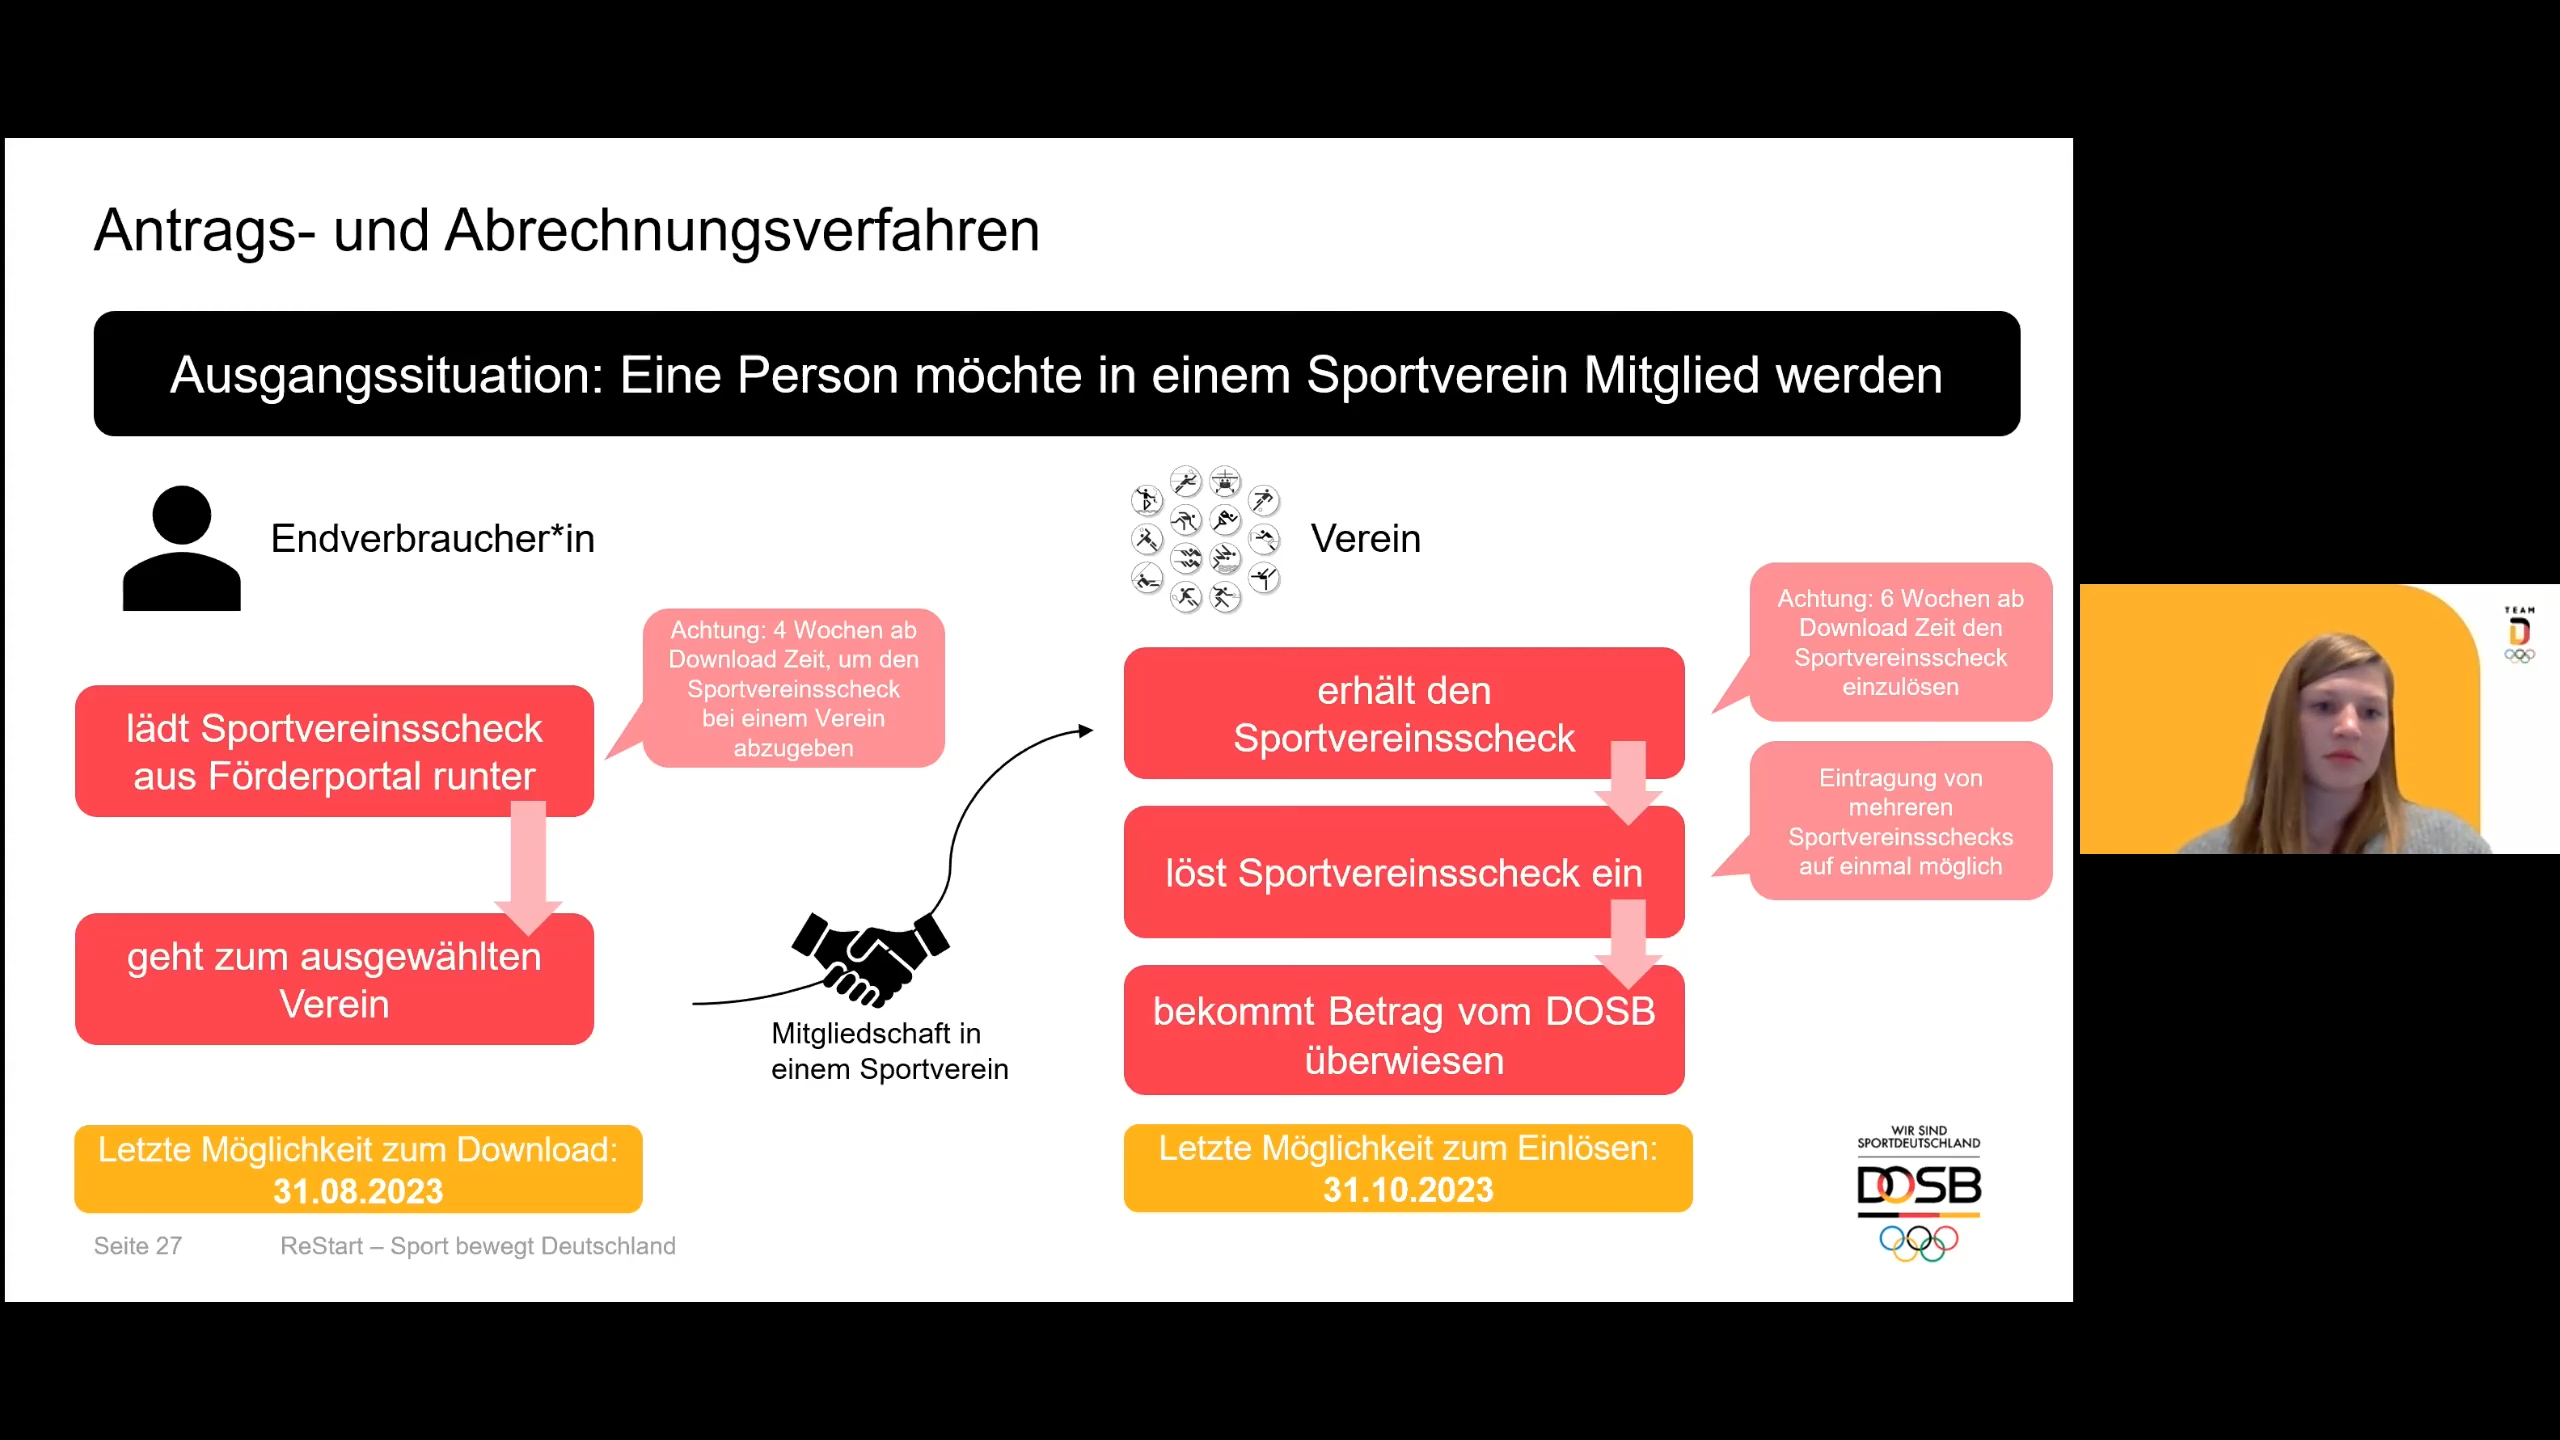 Antrags- und Abrechnungsverfahren
Ausgangssituation: Eine Person möchte in einem Sportverein Mitglied werden
Endverbraucher*in
Achtung: 4 Wochen ab
Download Zeit, um den
Sportvereinsscheck
bei einem Verein
abzugeben
lädt Sportvereinsscheck
aus Förderportal runter
geht zum ausgewählten
Verein
Mitgliedschaft in
einem Sportverein
Letzte Möglichkeit zum Download:
31.08.2023
Verein
Achtung: 6 Wochen ab
Download Zeit den
Sportvereinsscheck
einzulösen
erhält den
Sportvereinsscheck
Eintragung von
mehreren
Sportvereinsschecks
auf einmal möglich
löst Sportvereinsscheck ein
bekommt Betrag vom DOSB
überwiesen
Letzte Möglichkeit zum Einlösen:
31.10.2023
WIR SIND
SPORTDEUTSCHLAND
DOSB
Seite 27
ReStart – Sport bewegt Deutschland
TEAM
D